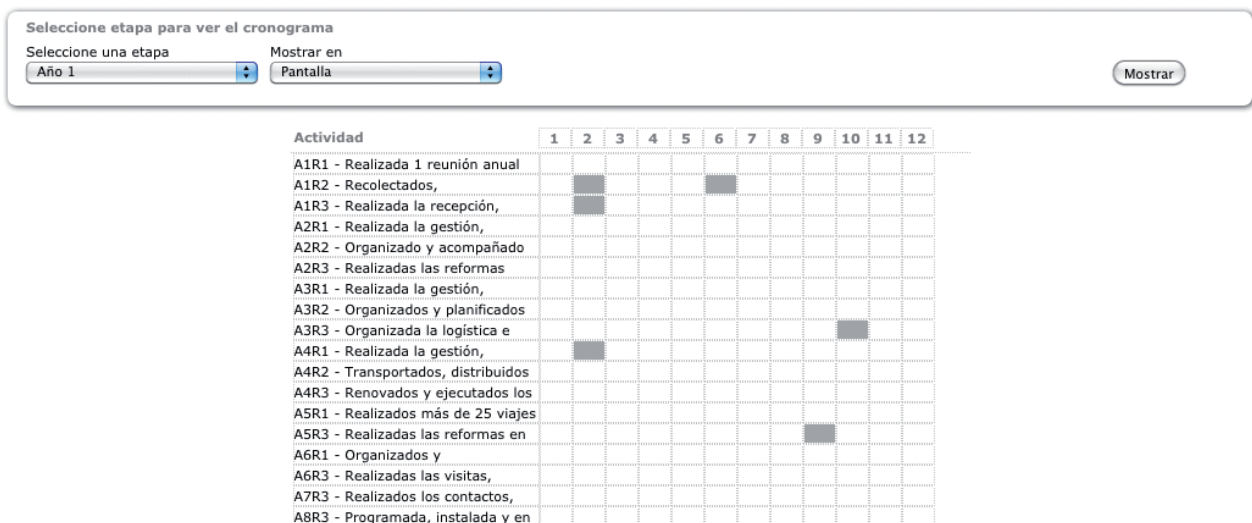 Seleccione etapa para ver el cronograma
Seleccione una etapa Mostrar en
Año 1 Pantalla Mostrar
Actividad 1 2 3 4 5 6 7 8 9 10 11 12
A1R1 - Realizada 1 reunión anual
A1R2 - Recolectados,
A1R3 - Realizada la recepción,
A2R1 - Realizada la gestión,
A2R2 - Organizado y acompañado
A2R3 - Realizadas las reformas
A3R1 - Realizada la gestión,
A3R2 - Organizados y planificados
A3R3 - Organizada la logística e
A4R1 - Realizada la gestión,
A4R2 - Transportados, distribuidos
A4R3 - Renovados y ejecutados los
A5R1 - Realizados más de 25 viajes
A5R3 - Realizadas las reformas en
A6R1 - Organizados y
A6R3 - Realizadas las visitas,
A7R3 - Realizados los contactos,
A8R3 - Programada, instalada y en